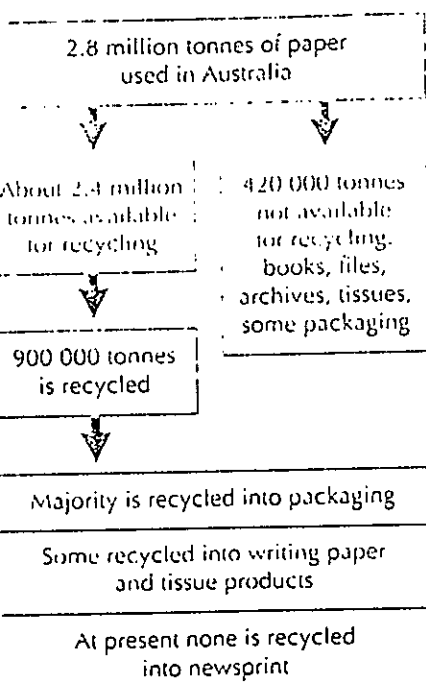 2.8 million tonnes of paper
used in Australia
About 2.4 million
tonnes available
for recycling
420 000 tonnes
not available
for recycling.
books, files,
archives, tissues,
some packaging
900 000 tonnes
is recycled
Majority is recycled into packaging
Some recycled into writing paper
and tissue products
At present none is recycled
into newsprint